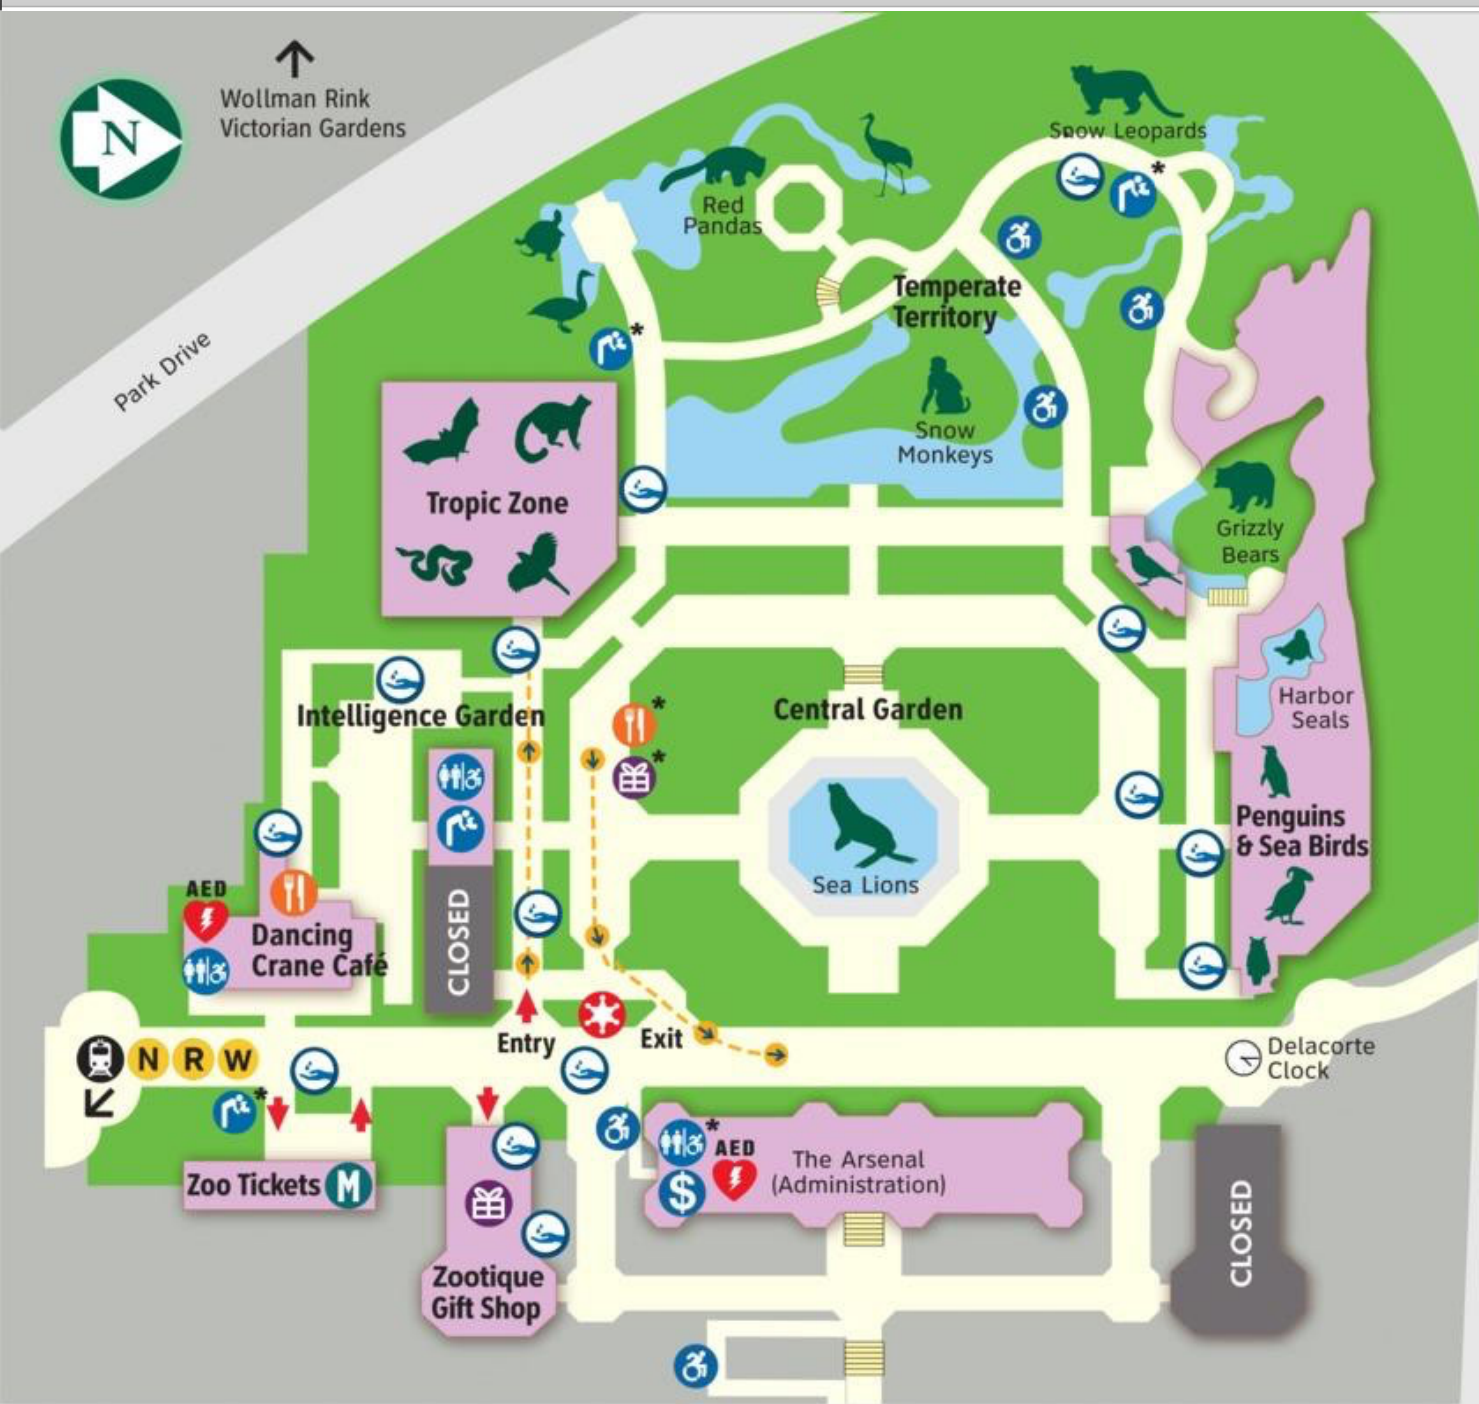 Wollman Rink
Victorian Gardens
N
Park Drive
Snow Leopards
*
Red
Pandas
*
Temperate
Territory
Snow
Monkeys
Tropic Zone
Grizzly
Bears
Harbor
Seals
Intelligence Garden
*
*
Central Garden
Sea Lions
Penguins
& Sea Birds
AED
Dancing
Crane Café
CLOSED
Entry
Exit
N R W
*
Delacorte
Clock
Zoo Tickets M
*
AED
$
The Arsenal
(Administration)
Zootique
Gift Shop
CLOSED